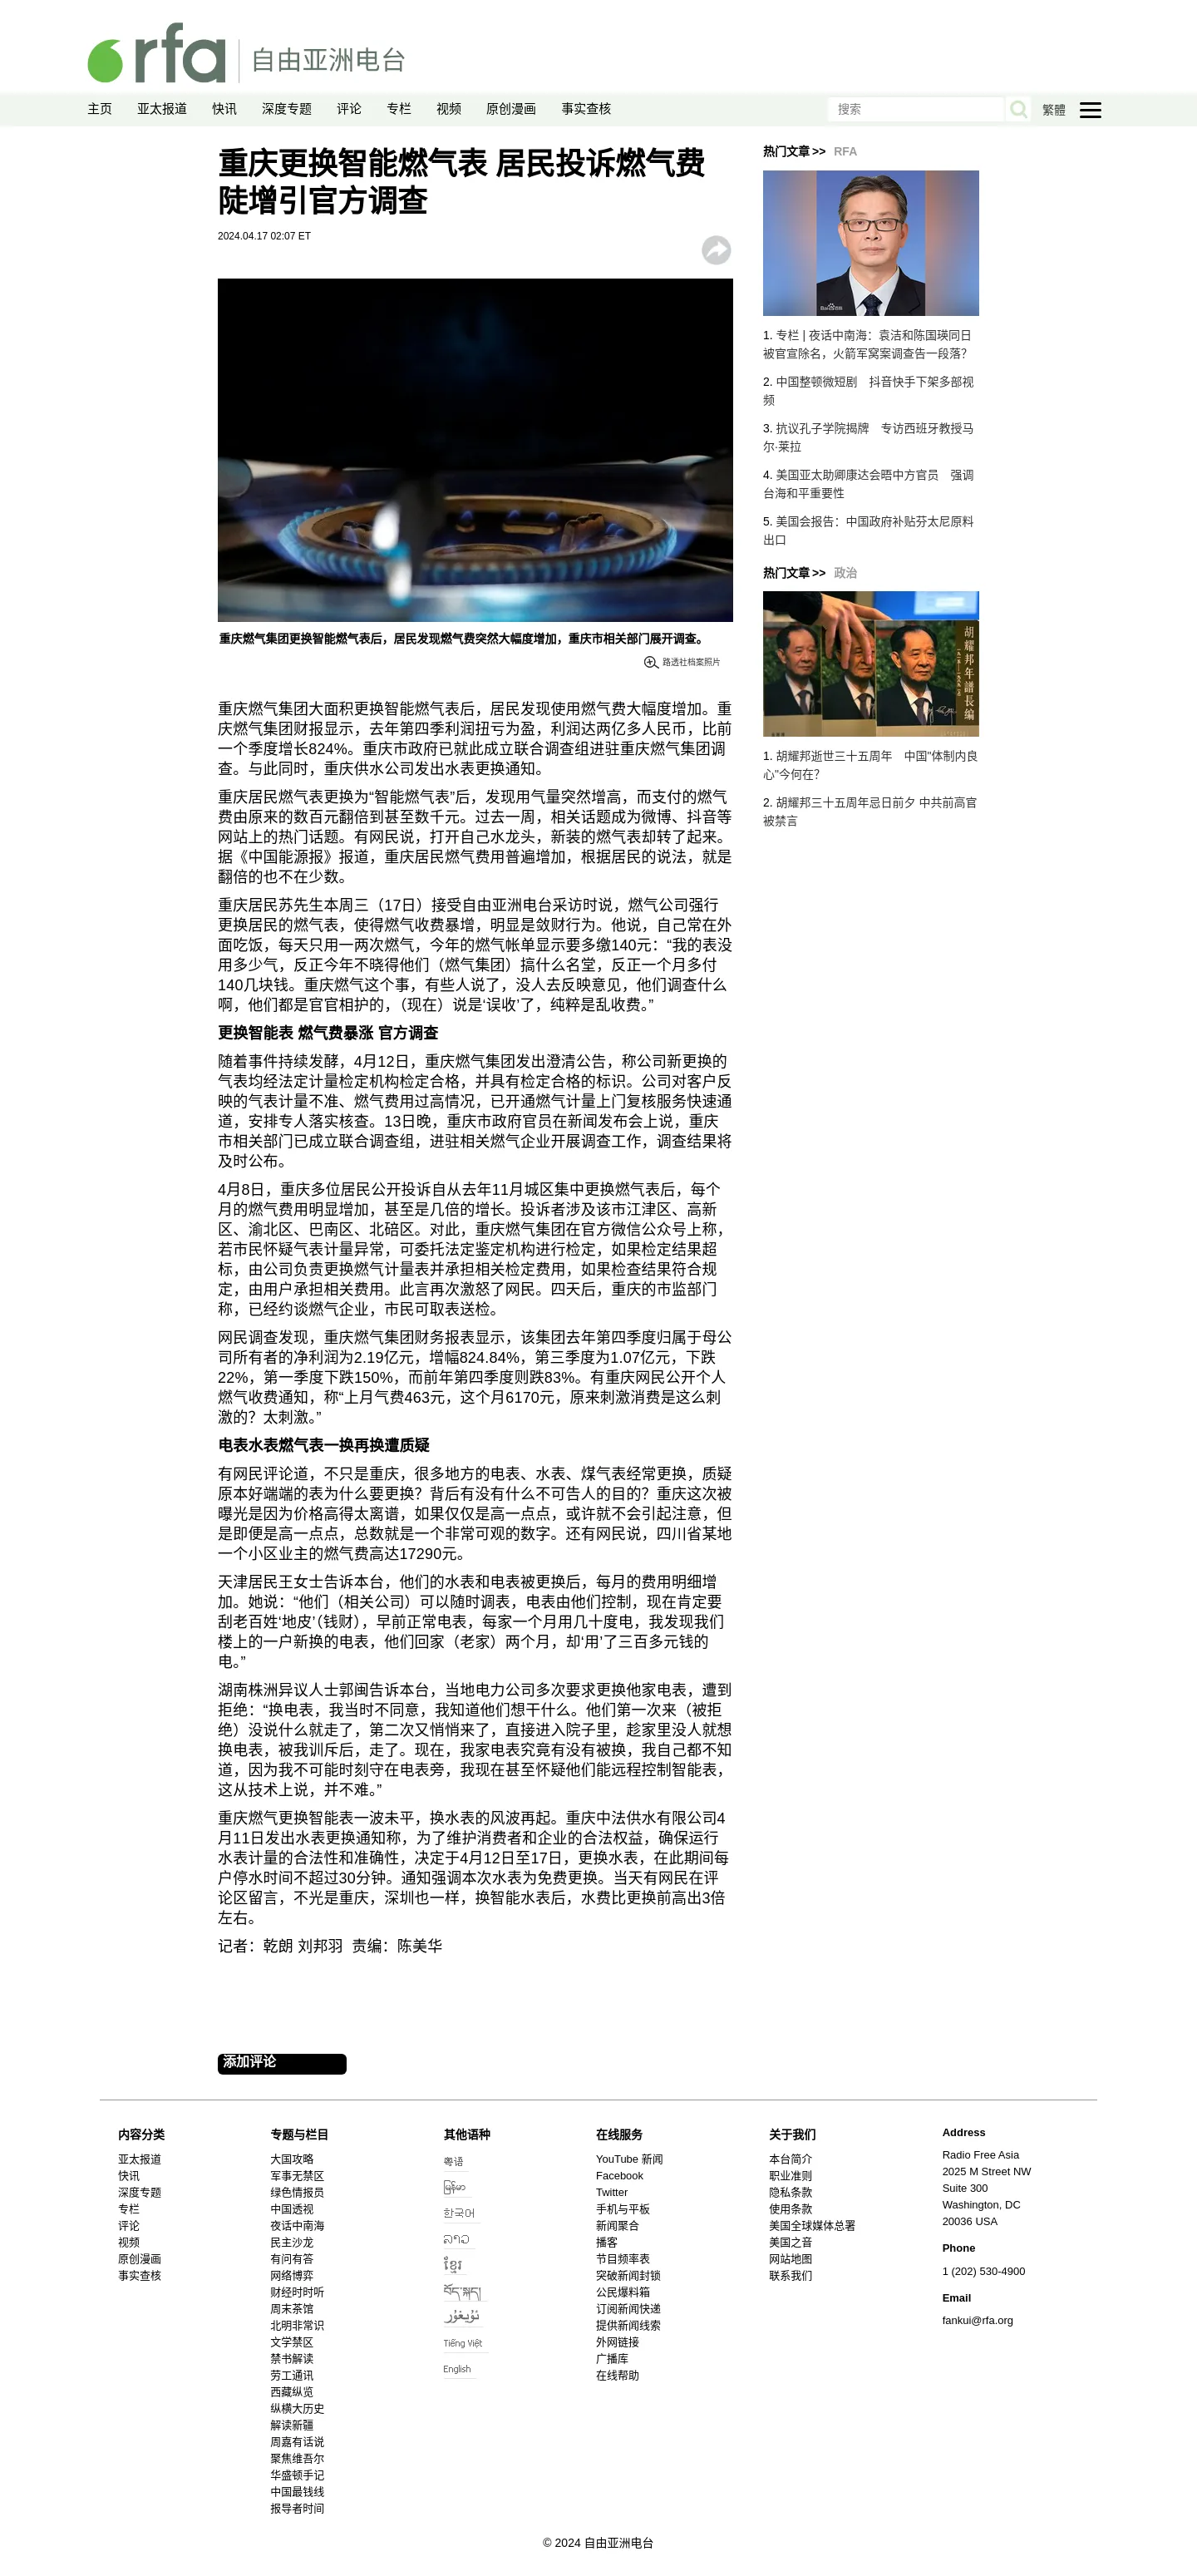 rfa
自由亚洲电台
主页 亚太报道 快讯 深度专题 评论 专栏 视频 原创漫画 事实查核
搜索
繁體
重庆更换智能燃气表 居民投诉燃气费
陡增引官方调查
2024.04.17 02:07 ET
重庆燃气集团更换智能燃气表后，居民发现燃气费突然大幅度增加，重庆市相关部门展开调查。
路透社档案照片
重庆燃气集团大面积更换智能燃气表后，居民发现使用燃气费大幅度增加。重
庆燃气集团财报显示，去年第四季利润扭亏为盈，利润达两亿多人民币，比前
一个季度增长824%。重庆市政府已就此成立联合调查组进驻重庆燃气集团调
查。与此同时，重庆供水公司发出水表更换通知。
重庆居民燃气表更换为“智能燃气表”后，发现用气量突然增高，而支付的燃气
费由原来的数百元翻倍到甚至数千元。过去一周，相关话题成为微博、抖音等
网站上的热门话题。有网民说，打开自己水龙头，新装的燃气表却转了起来。
据《中国能源报》报道，重庆居民燃气费用普遍增加，根据居民的说法，就是
翻倍的也不在少数。
重庆居民苏先生本周三（17日）接受自由亚洲电台采访时说，燃气公司强行
更换居民的燃气表，使得燃气收费暴增，明显是敛财行为。他说，自己常在外
面吃饭，每天只用一两次燃气，今年的燃气帐单显示要多缴140元：“我的表没
用多少气，反正今年不晓得他们（燃气集团）搞什么名堂，反正一个月多付
140几块钱。重庆燃气这个事，有些人说了，没人去反映意见，他们调查什么
啊，他们都是官官相护的，（现在）说是‘误收’了，纯粹是乱收费。”
更换智能表 燃气费暴涨 官方调查
随着事件持续发酵，4月12日，重庆燃气集团发出澄清公告，称公司新更换的
气表均经法定计量检定机构检定合格，并具有检定合格的标识。公司对客户反
映的气表计量不准、燃气费用过高情况，已开通燃气计量上门复核服务快速通
道，安排专人落实核查。13日晚，重庆市政府官员在新闻发布会上说，重庆
市相关部门已成立联合调查组，进驻相关燃气企业开展调查工作，调查结果将
及时公布。
4月8日，重庆多位居民公开投诉自从去年11月城区集中更换燃气表后，每个
月的燃气费用明显增加，甚至是几倍的增长。投诉者涉及该市江津区、高新
区、渝北区、巴南区、北碚区。对此，重庆燃气集团在官方微信公众号上称，
若市民怀疑气表计量异常，可委托法定鉴定机构进行检定，如果检定结果超
标，由公司负责更换燃气计量表并承担相关检定费用，如果检查结果符合规
定，由用户承担相关费用。此言再次激怒了网民。四天后，重庆的市监部门
称，已经约谈燃气企业，市民可取表送检。
网民调查发现，重庆燃气集团财务报表显示，该集团去年第四季度归属于母公
司所有者的净利润为2.19亿元，增幅824.84%，第三季度为1.07亿元，下跌
22%，第一季度下跌150%，而前年第四季度则跌83%。有重庆网民公开个人
燃气收费通知，称“上月气费463元，这个月6170元，原来刺激消费是这么刺
激的？太刺激。”
电表水表燃气表一换再换遭质疑
有网民评论道，不只是重庆，很多地方的电表、水表、煤气表经常更换，质疑
原本好端端的表为什么要更换？背后有没有什么不可告人的目的？重庆这次被
曝光是因为价格高得太离谱，如果仅仅是高一点点，或许就不会引起注意，但
是即便是高一点点，总数就是一个非常可观的数字。还有网民说，四川省某地
一个小区业主的燃气费高达17290元。
天津居民王女士告诉本台，他们的水表和电表被更换后，每月的费用明细增
加。她说：“他们（相关公司）可以随时调表，电表由他们控制，现在肯定要
刮老百姓‘地皮’（钱财），早前正常电表，每家一个月用几十度电，我发现我们
楼上的一户新换的电表，他们回家（老家）两个月，却‘用’了三百多元钱的
电。”
湖南株洲异议人士郭闽告诉本台，当地电力公司多次要求更换他家电表，遭到
拒绝：“换电表，我当时不同意，我知道他们想干什么。他们第一次来（被拒
绝）没说什么就走了，第二次又悄悄来了，直接进入院子里，趁家里没人就想
换电表，被我训斥后，走了。现在，我家电表究竟有没有被换，我自己都不知
道，因为我不可能时刻守在电表旁，我现在甚至怀疑他们能远程控制智能表，
这从技术上说，并不难。”
重庆燃气更换智能表一波未平，换水表的风波再起。重庆中法供水有限公司4
月11日发出水表更换通知称，为了维护消费者和企业的合法权益，确保运行
水表计量的合法性和准确性，决定于4月12日至17日，更换水表，在此期间每
户停水时间不超过30分钟。通知强调本次水表为免费更换。当天有网民在评
论区留言，不光是重庆，深圳也一样，换智能水表后，水费比更换前高出3倍
左右。
记者：乾朗 刘邦羽 责编：陈美华
添加评论
热门文章 >> RFA
1. 专栏 | 夜话中南海：袁洁和陈国瑛同日
被官宣除名，火箭军窝案调查告一段落？
2. 中国整顿微短剧 抖音快手下架多部视
频
3. 抗议孔子学院揭牌 专访西班牙教授马
尔·莱拉
4. 美国亚太助卿康达会晤中方官员 强调
台海和平重要性
5. 美国会报告：中国政府补贴芬太尼原料
出口
热门文章 >> 政治
胡耀邦年譜長編
1. 胡耀邦逝世三十五周年 中国"体制内良
心"今何在？
2. 胡耀邦三十五周年忌日前夕 中共前高官
被禁言
内容分类
亚太报道
快讯
深度专题
专栏
评论
视频
原创漫画
事实查核
专题与栏目
大国攻略
军事无禁区
绿色情报员
中国透视
夜话中南海
民主沙龙
有问有答
网络博弈
财经时时听
周末茶馆
北明非常识
文学禁区
禁书解读
劳工通讯
西藏纵览
纵横大历史
解读新疆
周嘉有话说
聚焦维吾尔
华盛顿手记
中国最钱线
报导者时间
其他语种
粤语
မြန်မာ
한국어
ລາວ
ខ្មែរ
བོད་སྐད།
ئۇيغۇر
Tiếng Việt
English
在线服务
YouTube 新闻
Facebook
Twitter
手机与平板
新闻聚合
播客
节目频率表
突破新闻封锁
公民爆料箱
订阅新闻快递
提供新闻线索
外网链接
广播库
在线帮助
关于我们
本台简介
职业准则
隐私条款
使用条款
美国全球媒体总署
美国之音
网站地图
联系我们
Address
Radio Free Asia
2025 M Street NW
Suite 300
Washington, DC
20036 USA
Phone
1 (202) 530-4900
Email
fankui@rfa.org
© 2024 自由亚洲电台